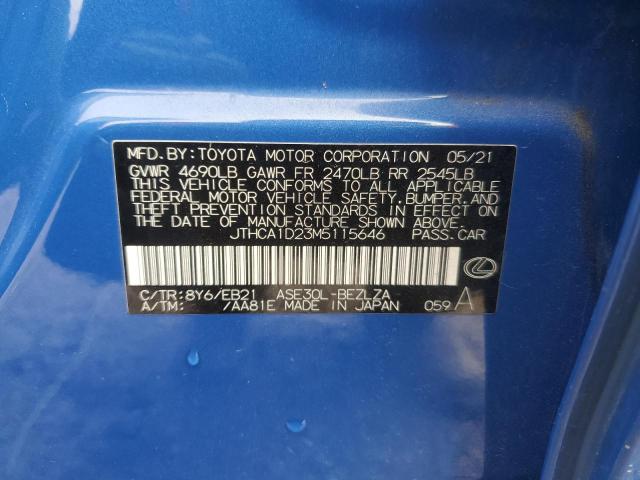 MFD.BY:TOYOTA MOTOR CORPORATION 05/21
GVWR 4690LB GAWR FR 2470LB RR 2545LB
THIS VEHICLE CONFORMS TO ALL APPLICABLE
FEDERAL MOTOR VEHICLE SAFETY,BUMPER,AND
THEFT PREVENTION STANDARDS IN EFFECT ON
THE DATE OF MANUFACTURE SHOWN ABOVE.
JTHCA1D23M5115646 PASS.CAR
C/TR:8Y6/EB21 ASE30L-BEZLZA
A/TM: 7AA81E MADE IN JAPAN 059 A